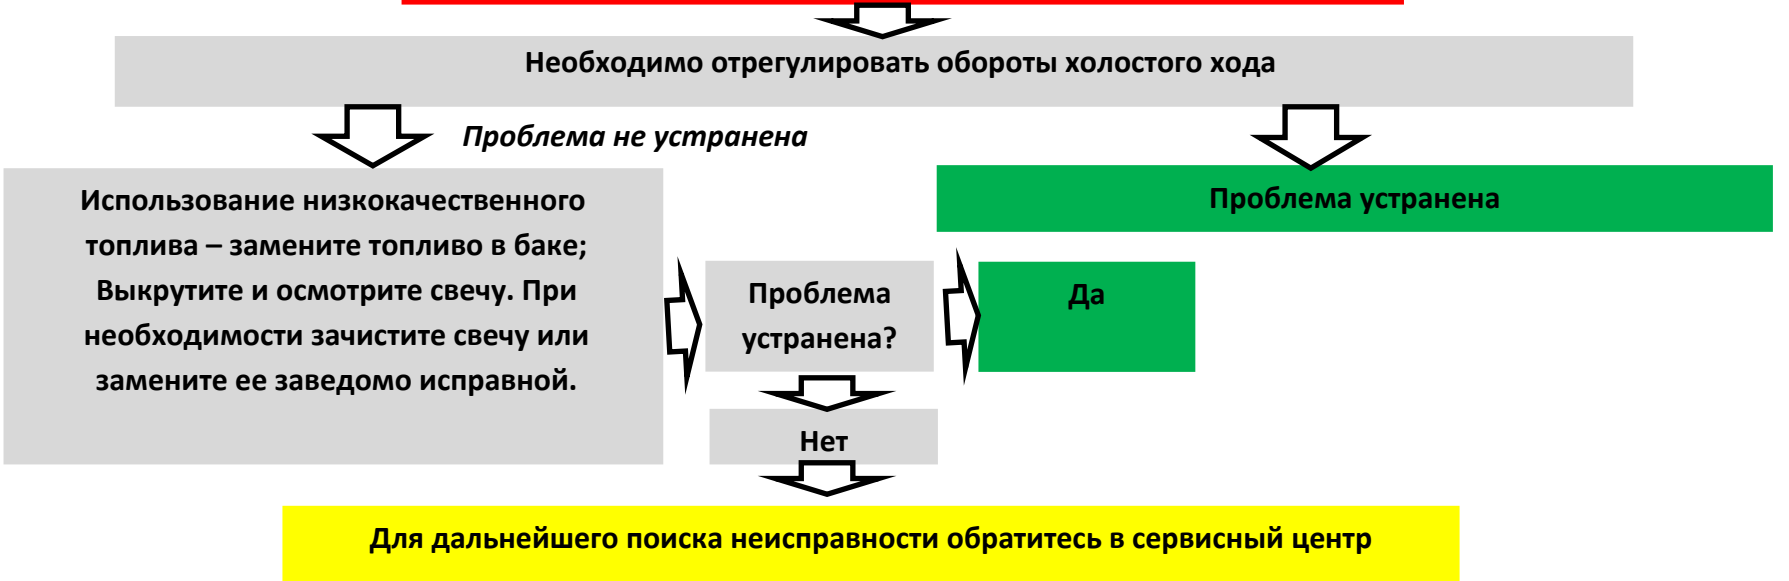 Необходимо отрегулировать обороты холостого хода
Проблема не устранена
Проблема устранена
Использование низкокачественного
топлива – замените топливо в баке;
Выкрутите и осмотрите свечу. При
необходимости зачистите свечу или
замените ее заведомо исправной.
Проблема
устранена?
Да
Нет
Для дальнейшего поиска неисправности обратитесь в сервисный центр